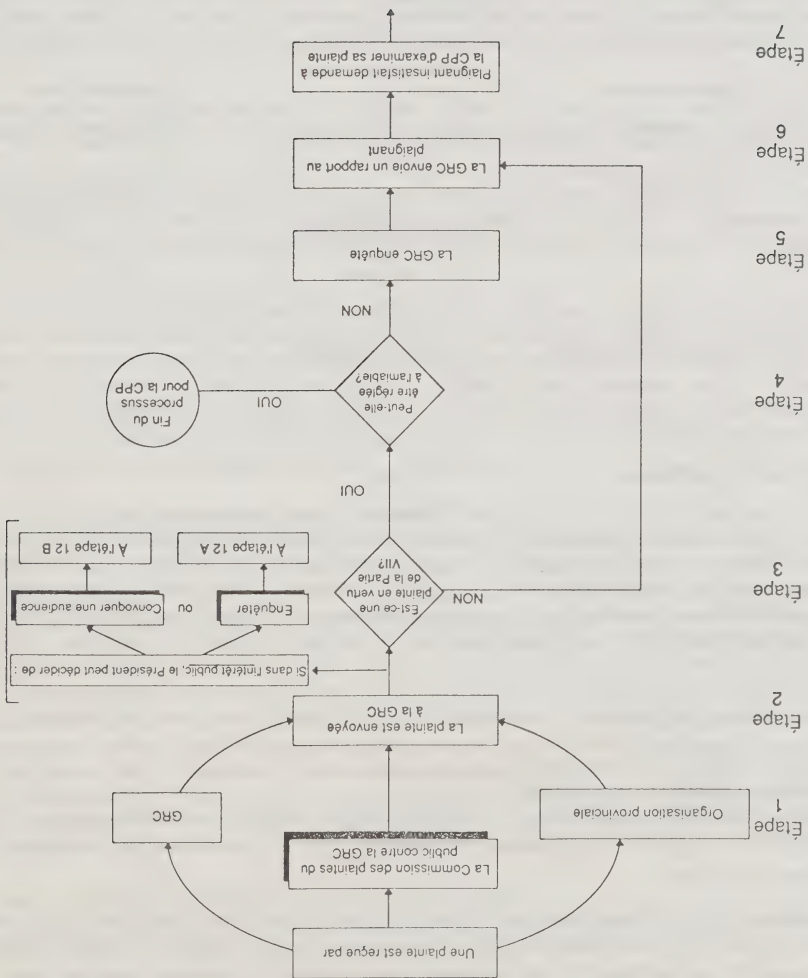 Une plainte est reçue par
Étape
1
Organisation provinciale
La Commission des plaintes du
public contre la GRC
GRC
Étape
2
La plainte est envoyée
à la GRC
Si dans l'intérêt public, le Président peut décider de :
Étape
3
Est-ce une
plainte en vertu
de la Partie
VII?
NON
OUI
Enquêter
ou
Convoquer une audience
À l'étape 12 A
À l'étape 12 B
Étape
4
Peut-elle
être réglée
à l'amiable?
OUI
NON
Fin du
processus
pour la CPP
Étape
5
La GRC enquête
Étape
6
La GRC envoie un rapport au
plaignant
Étape
7
Plaignant insatisfait demande à
la CPP d'examiner sa plainte